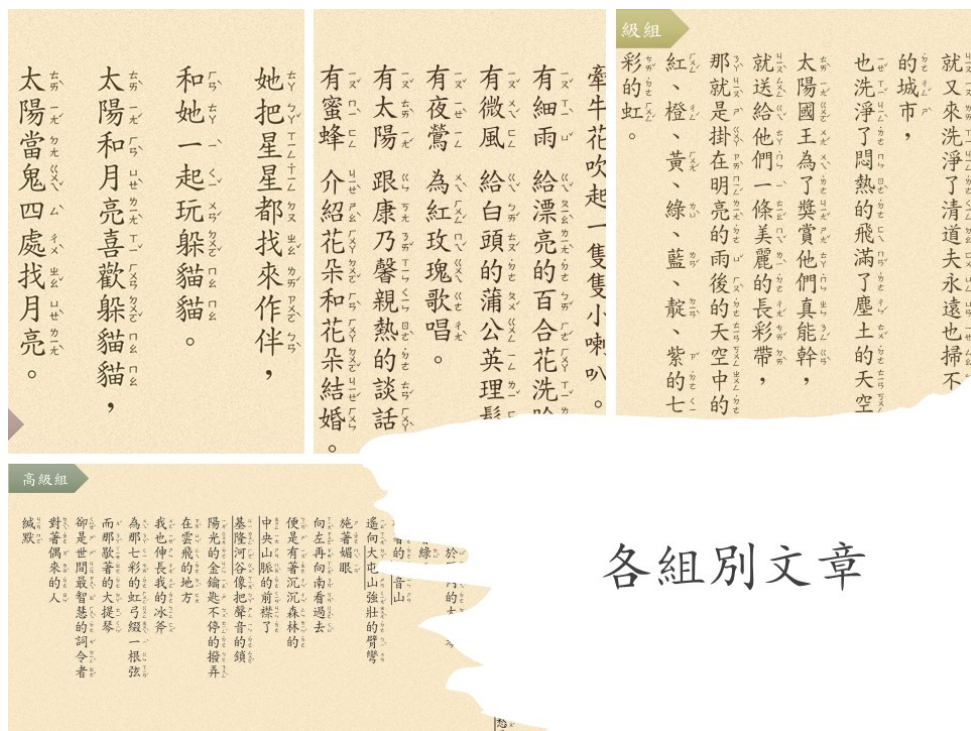 她把星星都找來作伴，
和她一起玩躲貓貓。
太陽和月亮喜歡躲貓貓，
太陽當鬼四處找月亮。
牽牛花吹起一隻隻小喇叭。
有細雨 給漂亮的百合花洗
有微風 給白頭的蒲公英理
有夜鶯 為紅玫瑰歌唱。
有太陽 跟康乃馨親熱的談話
有蜜蜂 介紹花朵和花朵結婚。
級組
就又來洗淨了清道夫永遠也掃不
的城市，
也洗淨了悶熱的飛滿了塵土的天空
太陽國王為了獎賞他們真能幹，
就送給他們一條美麗的長彩帶，
那就是掛在明亮的雨後的天空中的
紅、橙、黃、綠、藍、靛、紫的七
彩的虹。
高級組
音山
遙向大屯山強壯的臂彎
施著媚眼
向左再向南看過去
便是有著沉沉森林的
中央山脈的前襟了
基隆河谷像把聲音的鎖
陽光的金鑰匙不停的撥弄
在雲飛的地方
我也伸長我的冰斧
為那七彩的虹弓綴一根弦
而那歇著的大提琴
卻是世間最智慧的詞令者
對著偶來的人
緘默
各組別文章